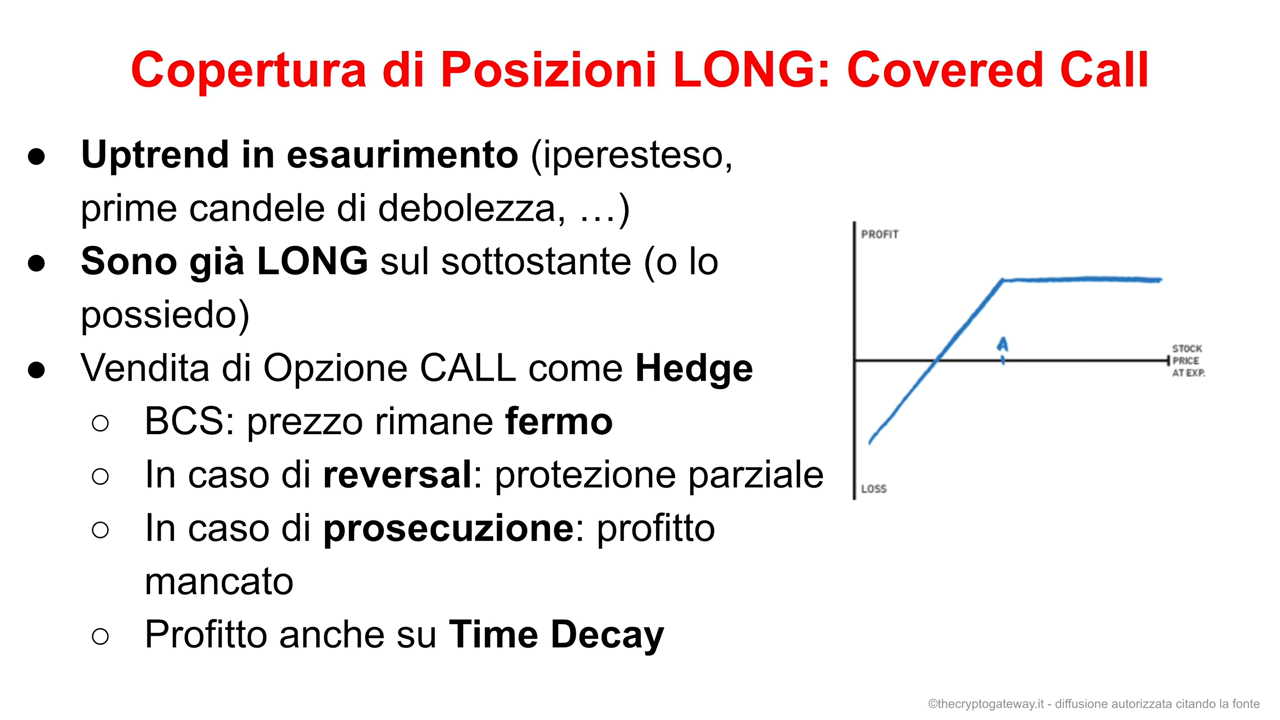 Copertura di Posizioni LONG: Covered Call
● Uptrend in esaurimento (iperesteso,
prime candele di debolezza, …)
● Sono già LONG sul sottostante (o lo
possiedo)
● Vendita di Opzione CALL come Hedge
○ BCS: prezzo rimane fermo
○ In caso di reversal: protezione parziale
○ In caso di prosecuzione: profitto
mancato
○ Profitto anche su Time Decay
PROFIT
A
STOCK
PRICE
AT EXP.
LOSS
©thecryptogateway.it - diffusione autorizzata citando la fonte